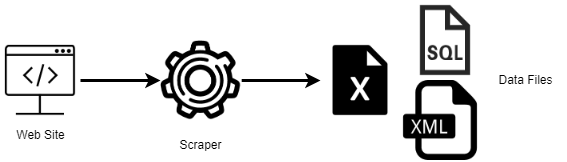 </>
Web Site
Scraper
X
SQL
XML
Data Files